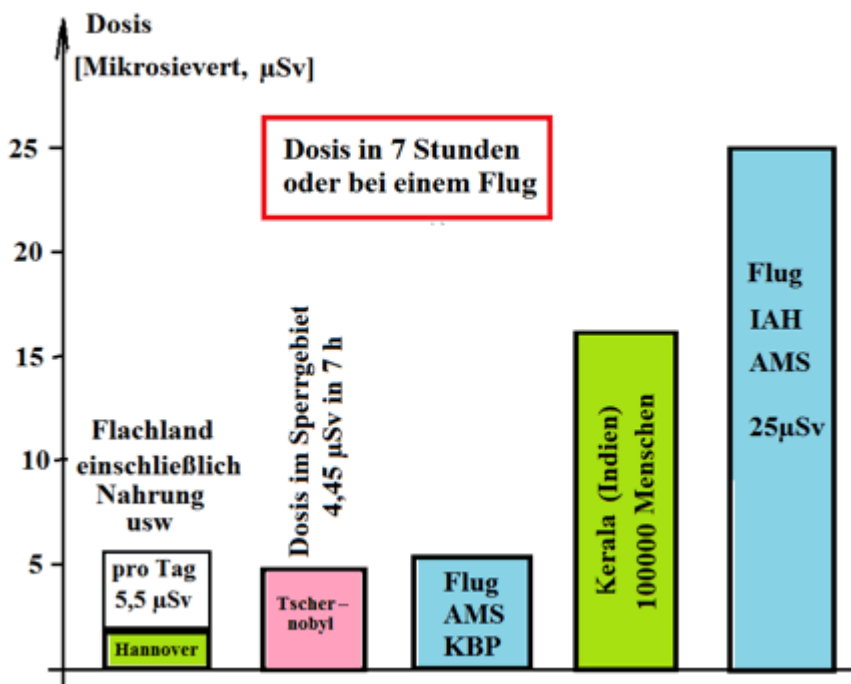 Dosis
[Mikrosievert, µSv]
Dosis in 7 Stunden
oder bei einem Flug
25
20
15
10
5
Flachland
einschließlich
Nahrung
usw
pro Tag
5,5 µSv
Hannover
Dosis im Sperrgebiet
4,45 µSv in 7 h
Tscher–
nobyl
Flug
AMS
KBP
Kerala (Indien)
100000 Menschen
Flug
IAH
AMS
25µSv